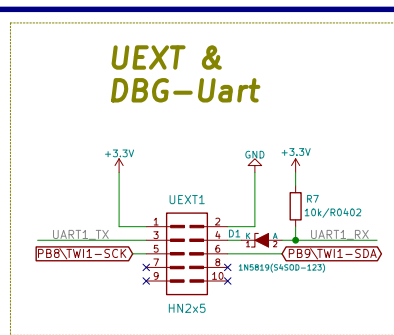 UEXT &
DBG-Uart
+3.3V
GND
+3.3V
UEXT1
R7
10k/R0402
1 2
UART1_TX 3 4 D1 K A UART1_RX
1 2
PB8\TWI1-SCK 5 6 PB9\TWI1-SDA
7 8 1N5819(S4SOD-123)
9 10
HN2x5